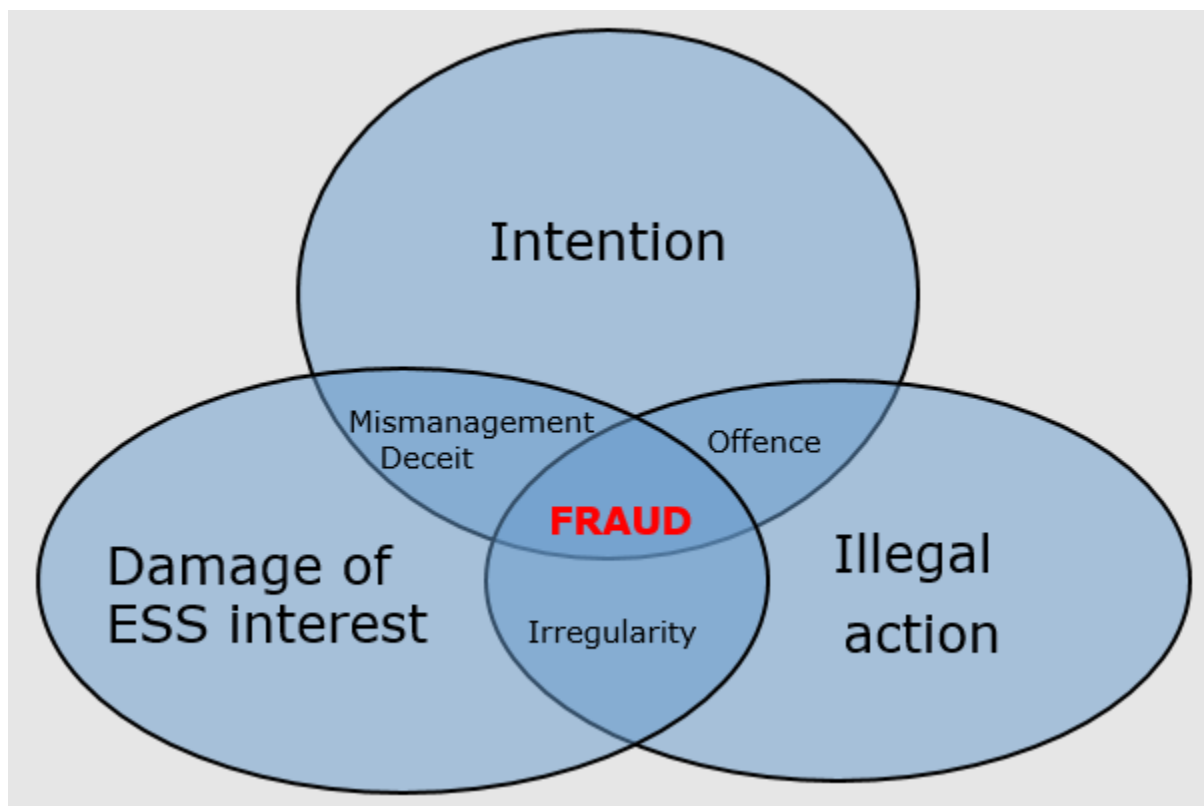 Intention
Mismanagement
Deceit
Offence
FRAUD
Damage of
ESS interest
Illegal
action
Irregularity